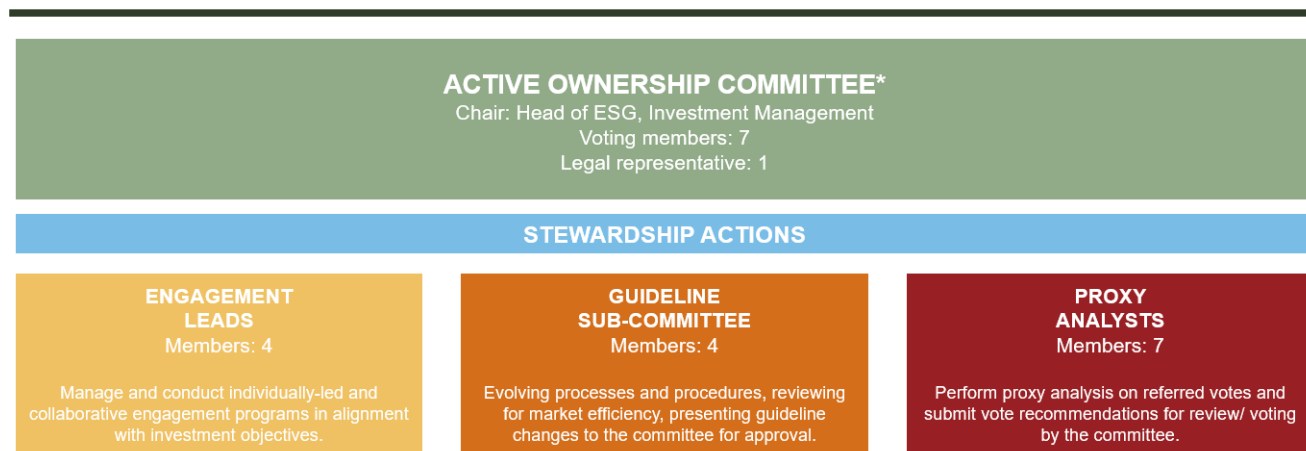 ACTIVE OWNERSHIP COMMITTEE*
Chair: Head of ESG, Investment Management
Voting members: 7
Legal representative: 1
STEWARDSHIP ACTIONS
ENGAGEMENT
LEADS
Members: 4
Manage and conduct individually-led and
collaborative engagement programs in alignment
with investment objectives.
GUIDELINE
SUB-COMMITTEE
Members: 4
Evolving processes and procedures, reviewing
for market efficiency, presenting guideline
changes to the committee for approval.
PROXY
ANALYSTS
Members: 7
Perform proxy analysis on referred votes and
submit vote recommendations for review/ voting
by the committee.